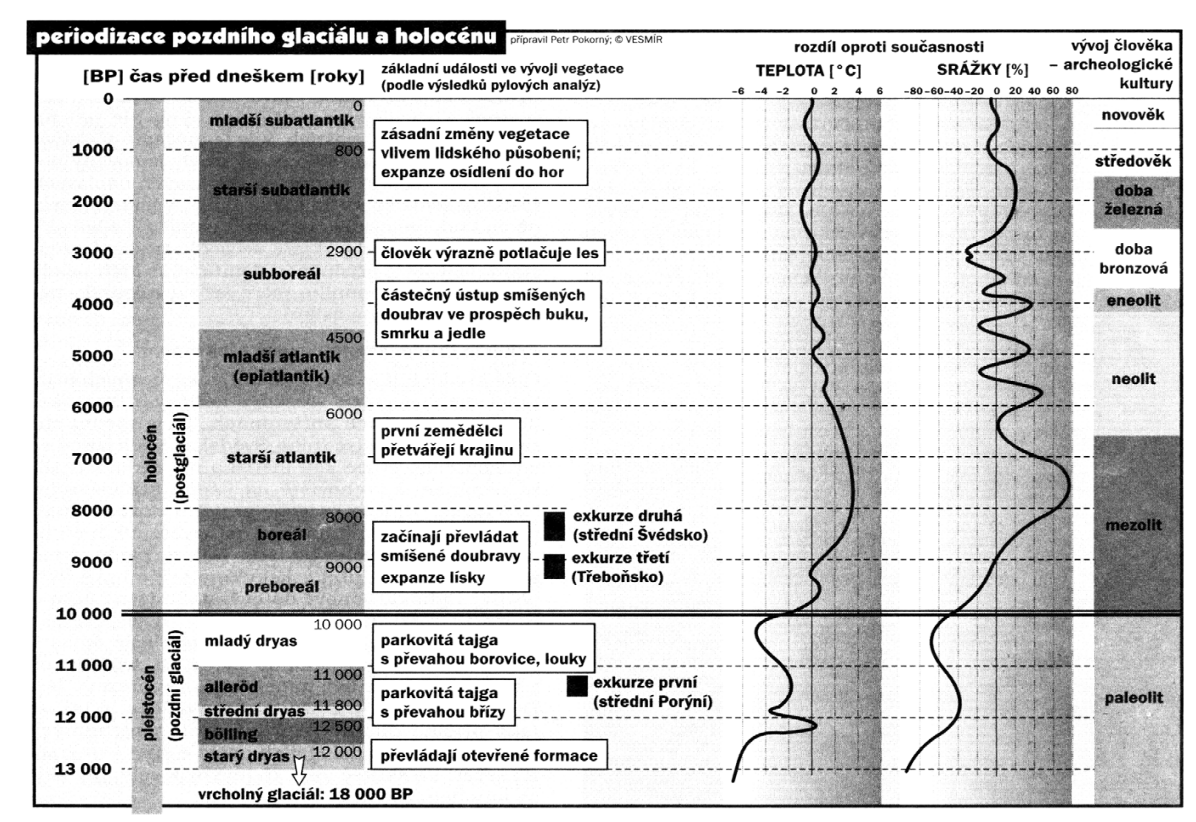 periodizace pozdního glaciálu a holocénu
připravil Petr Pokorný; © VESMÍR
[BP] čas před dneškem [roky]
základní události ve vývoji vegetace
(podle výsledků pylových analýz)
rozdíl oproti současnosti
TEPLOTA [°C]
SRÁŽKY [%]
vývoj člověka
– archeologické
kultury
–6 –4 –2 0 2 4 6
–80 –60 –40 –20 0 20 40 60 80
0
1000
2000
3000
4000
5000
6000
7000
8000
9000
10 000
11 000
12 000
13 000
holocén
(postglaciál)
pleistocén
(pozdní glaciál)
0
mladší subatlantik
800
starší subatlantik
2900
subboreál
4500
mladší atlantik
(epiatlantik)
6000
starší atlantik
8000
boreál
9000
preboreál
10 000
mladý dryas
11 000
alleröd
11 800
střední dryas
12 500
bölling
12 000
starý dryas
vrcholný glaciál: 18 000 BP
zásadní změny vegetace
vlivem lidského působení;
expanze osídlení do hor
člověk výrazně potlačuje les
částečný ústup smíšených
doubrav ve prospěch buku,
smrku a jedle
první zemědělci
přetvářejí krajinu
začínají převládat
smíšené doubravy
expanze lísky
exkurze druhá
(střední Švédsko)
exkurze třetí
(Třeboňsko)
parkovitá tajga
s převahou borovice, louky
parkovitá tajga
s převahou břízy
exkurze první
(střední Porýní)
převládají otevřené formace
novověk
středověk
doba
železná
doba
bronzová
eneolit
neolit
mezolit
paleolit